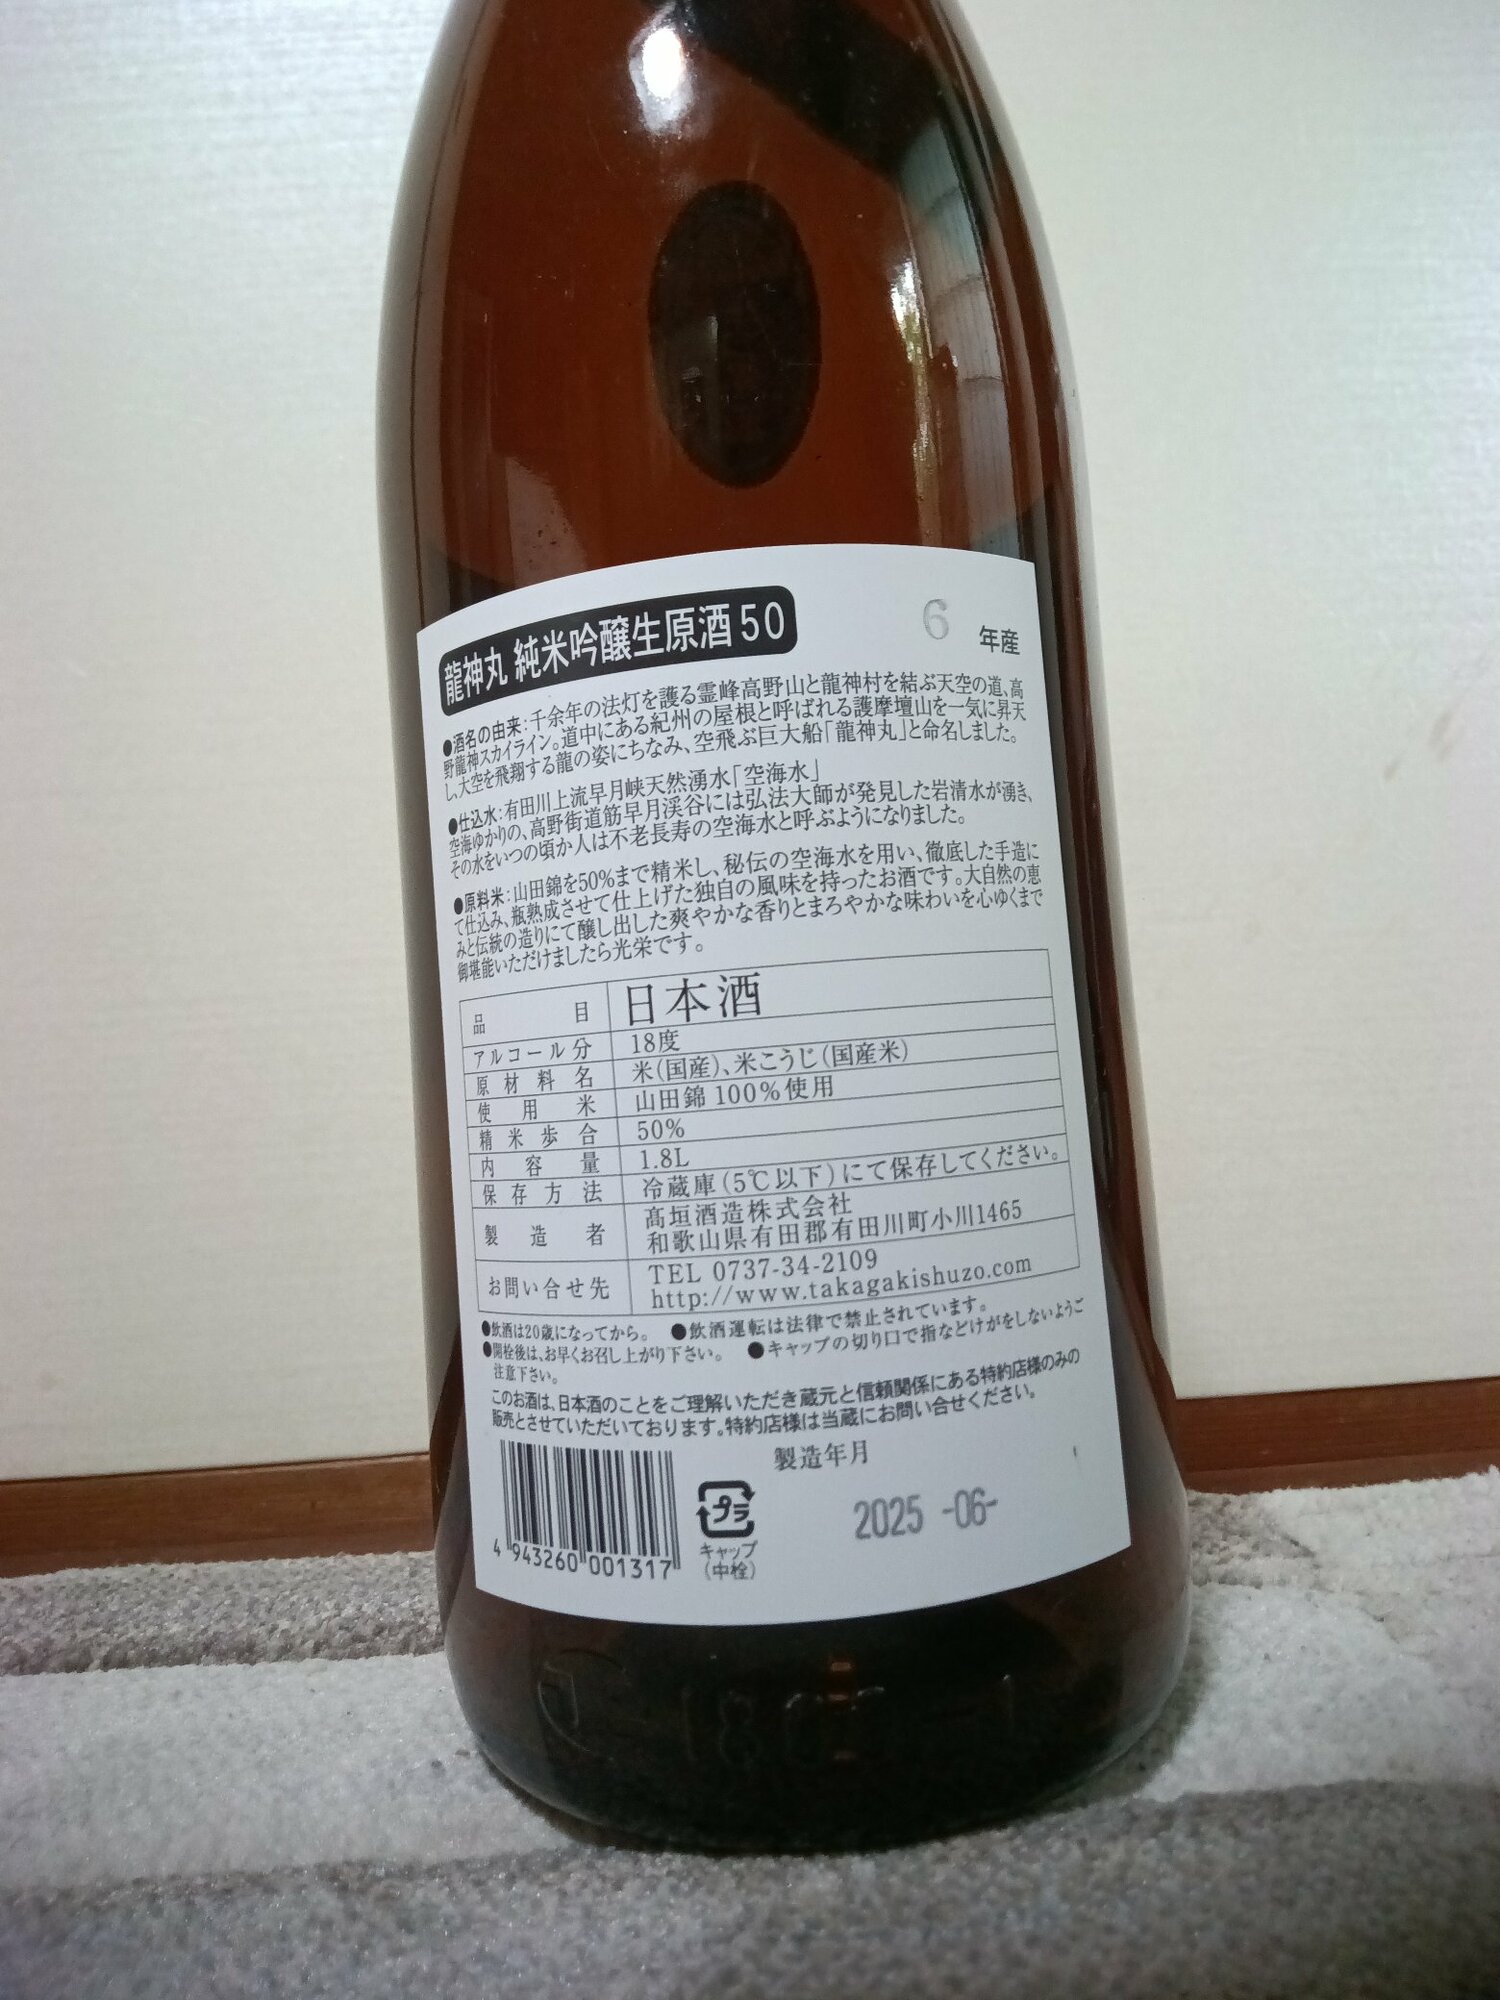 龍神丸 純米吟醸生原酒50
6 年産
●酒名の由来:千余年の法灯を護る霊峰高野山と龍神村を結ぶ天空の道、高
野龍神スカイライン。道中にある紀州の屋根と呼ばれる護摩壇山を一気に昇天
し、大空を飛翔する龍の姿にちなみ、空飛ぶ巨大船「龍神丸」と命名しました。
●仕込水:有田川上流早月峡天然湧水「空海水」
空海ゆかりの、高野街道筋早月渓谷には弘法大師が発見した岩清水が湧き、
その水をいつの頃か人は不老長寿の空海水と呼ぶようになりました。
●原料米:山田錦を50%まで精米し、秘伝の空海水を用い、徹底した手造に
て仕込み、瓶熟成させて仕上げた独自の風味を持ったお酒です。大自然の恵
みと伝統の造りにて醸し出した爽やかな香りとまろやかな味わいを心ゆくまで
御堪能いただけましたら光栄です。
品目 日本酒
アルコール分 18度
原材料名 米(国産)、米こうじ(国産米)
使用米 山田錦 100%使用
精米歩合 50%
内容量 1.8L
保存方法 冷蔵庫(5℃以下)にて保存してください。
製造者 髙垣酒造株式会社
和歌山県有田郡有田川町小川1465
お問い合せ先 TEL 0737-34-2109
http://www.takagakishuzo.com
●飲酒は20歳になってから。 ●飲酒運転は法律で禁止されています。
●開栓後は、お早くお召し上がり下さい。 ●キャップの切り口で指などけがをしないようご
注意下さい。
このお酒は、日本酒のことをご理解いただき蔵元と信頼関係にある特約店様のみの
販売とさせていただいております。特約店様は当蔵にお問い合せください。
製造年月
2025 -06-
プラ
キャップ
(中栓)
4 943260 001317